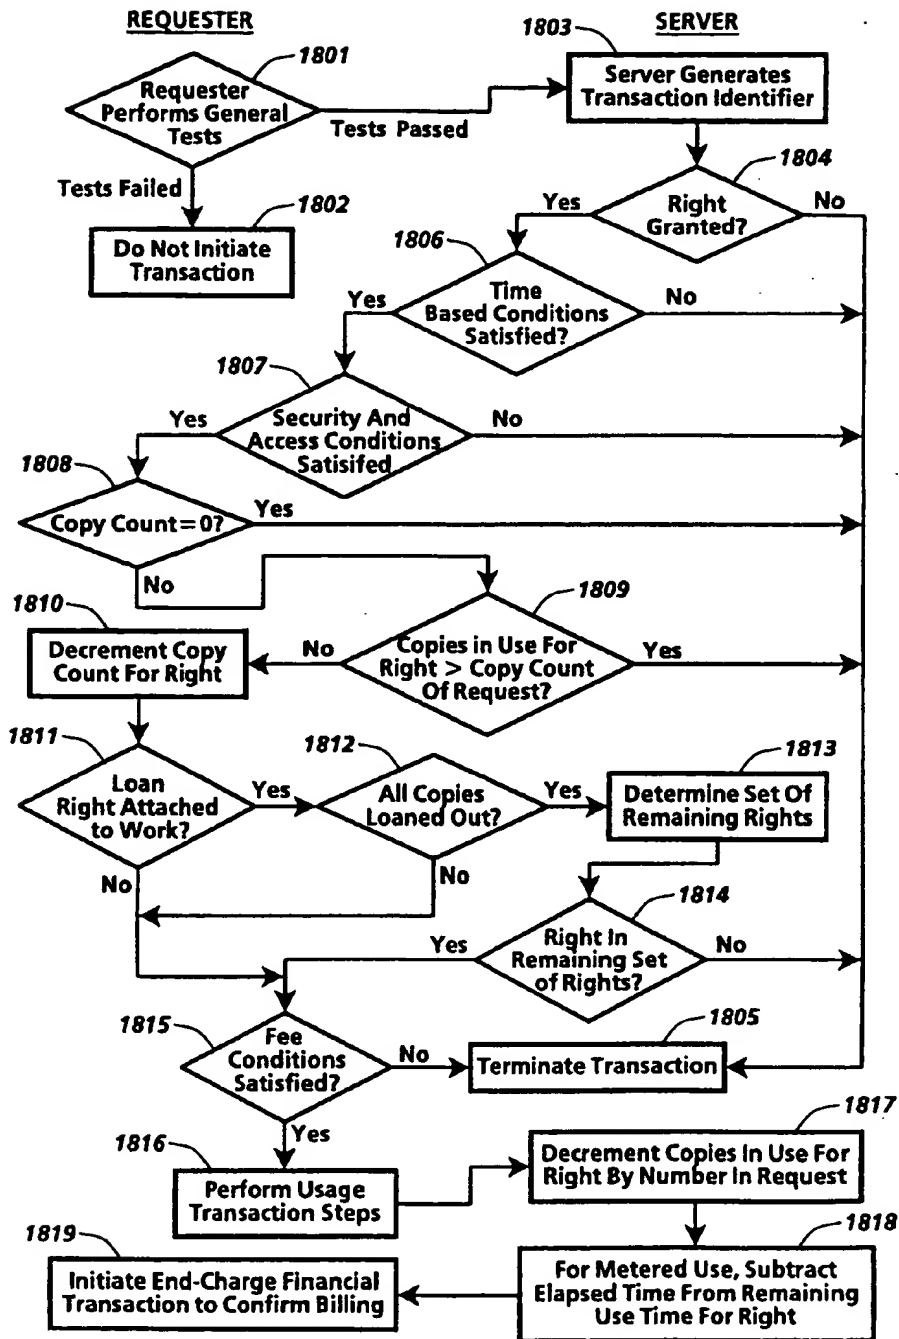 REQUESTER
SERVER
1801
Requester
Performs General
Tests
Tests Passed
Tests Failed
1802
Do Not Initiate
Transaction
1803
Server Generates
Transaction Identifier
1804
Right
Granted?
Yes
No
1806
Time
Based Conditions
Satisfied?
Yes
No
1807
Security And
Access Conditions
Satisifed
Yes
No
1808
Copy Count = 0?
Yes
No
1809
Copies in Use For
Right > Copy Count
Of Request?
No
Yes
1810
Decrement Copy
Count For Right
1811
Loan
Right Attached
to Work?
Yes
No
1812
All Copies
Loaned Out?
Yes
No
1813
Determine Set Of
Remaining Rights
1814
Right In
Remaining Set
of Rights?
Yes
No
1815
Fee
Conditions
Satisfied?
No
Yes
1805
Terminate Transaction
1816
Perform Usage
Transaction Steps
1817
Decrement Copies In Use For
Right By Number In Request
1818
For Metered Use, Subtract
Elapsed Time From Remaining
Use Time For Right
1819
Initiate End-Charge Financial
Transaction to Confirm Billing